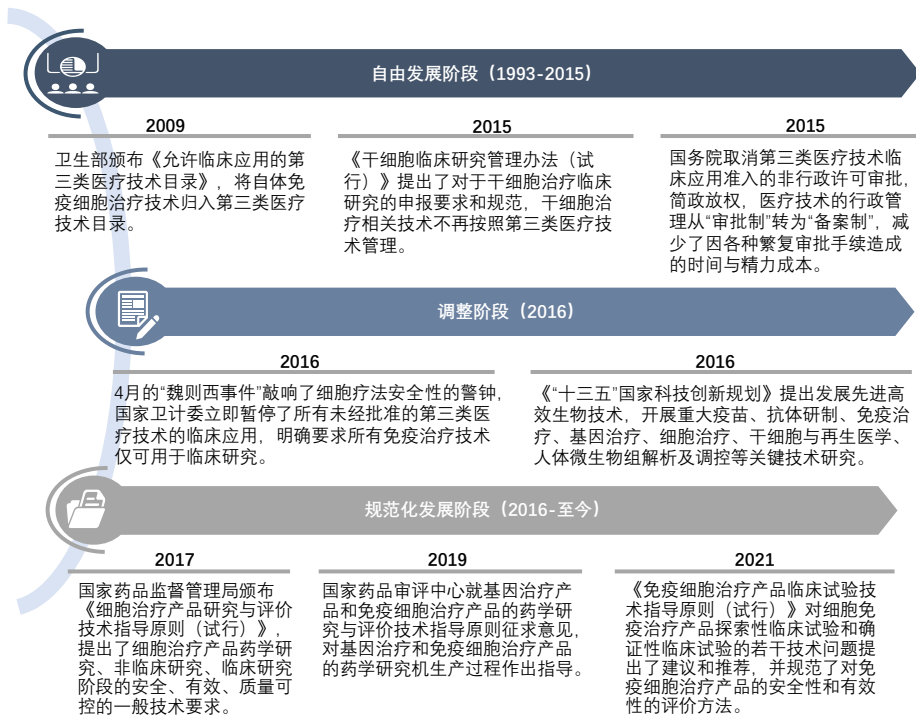 自由发展阶段（1993-2015）
2009
卫生部颁布《允许临床应用的第
三类医疗技术目录》，将自体免
疫细胞治疗技术归入第三类医疗
技术目录。
2015
《干细胞临床研究管理办法（试
行）》提出了对于干细胞治疗临床
研究的申报要求和规范，干细胞治
疗相关技术不再按照第三类医疗技
术管理。
2015
国务院取消第三类医疗技术临
床应用准入的非行政许可审批，
简政放权，医疗技术的行政管
理从“审批制”转为“备案制”，减
少了因各种繁复审批手续造成
的时间与精力成本。
调整阶段（2016）
2016
4月的“魏则西事件”敲响了细胞疗法安全性的警钟，
国家卫计委立即暂停了所有未经批准的第三类医
疗技术的临床应用，明确要求所有免疫治疗技术
仅可用于临床研究。
2016
《“十三五”国家科技创新规划》提出发展先进高
效生物技术，开展重大疫苗、抗体研制、免疫治
疗、基因治疗、细胞治疗、干细胞与再生医学、
人体微生物组解析及调控等关键技术研究。
规范化发展阶段（2016-至今）
2017
国家药品监督管理局颁布
《细胞治疗产品研究与评价
技术指导原则（试行）》，
提出了细胞治疗产品药学研
究、非临床研究、临床研究
阶段的安全、有效、质量可
控的一般技术要求。
2019
国家药品审评中心就基因治疗产
品和免疫细胞治疗产品的药学研
究与评价技术指导原则征求意见，
对基因治疗和免疫细胞治疗产品
的药学研究机生产过程作出指导。
2021
《免疫细胞治疗产品临床试验技
术指导原则（试行）》对细胞免
疫治疗产品探索性临床试验和确
证性临床试验的若干技术问题提
出了建议和推荐，并规范了对免
疫细胞治疗产品的安全性和有效
性的评价方法。